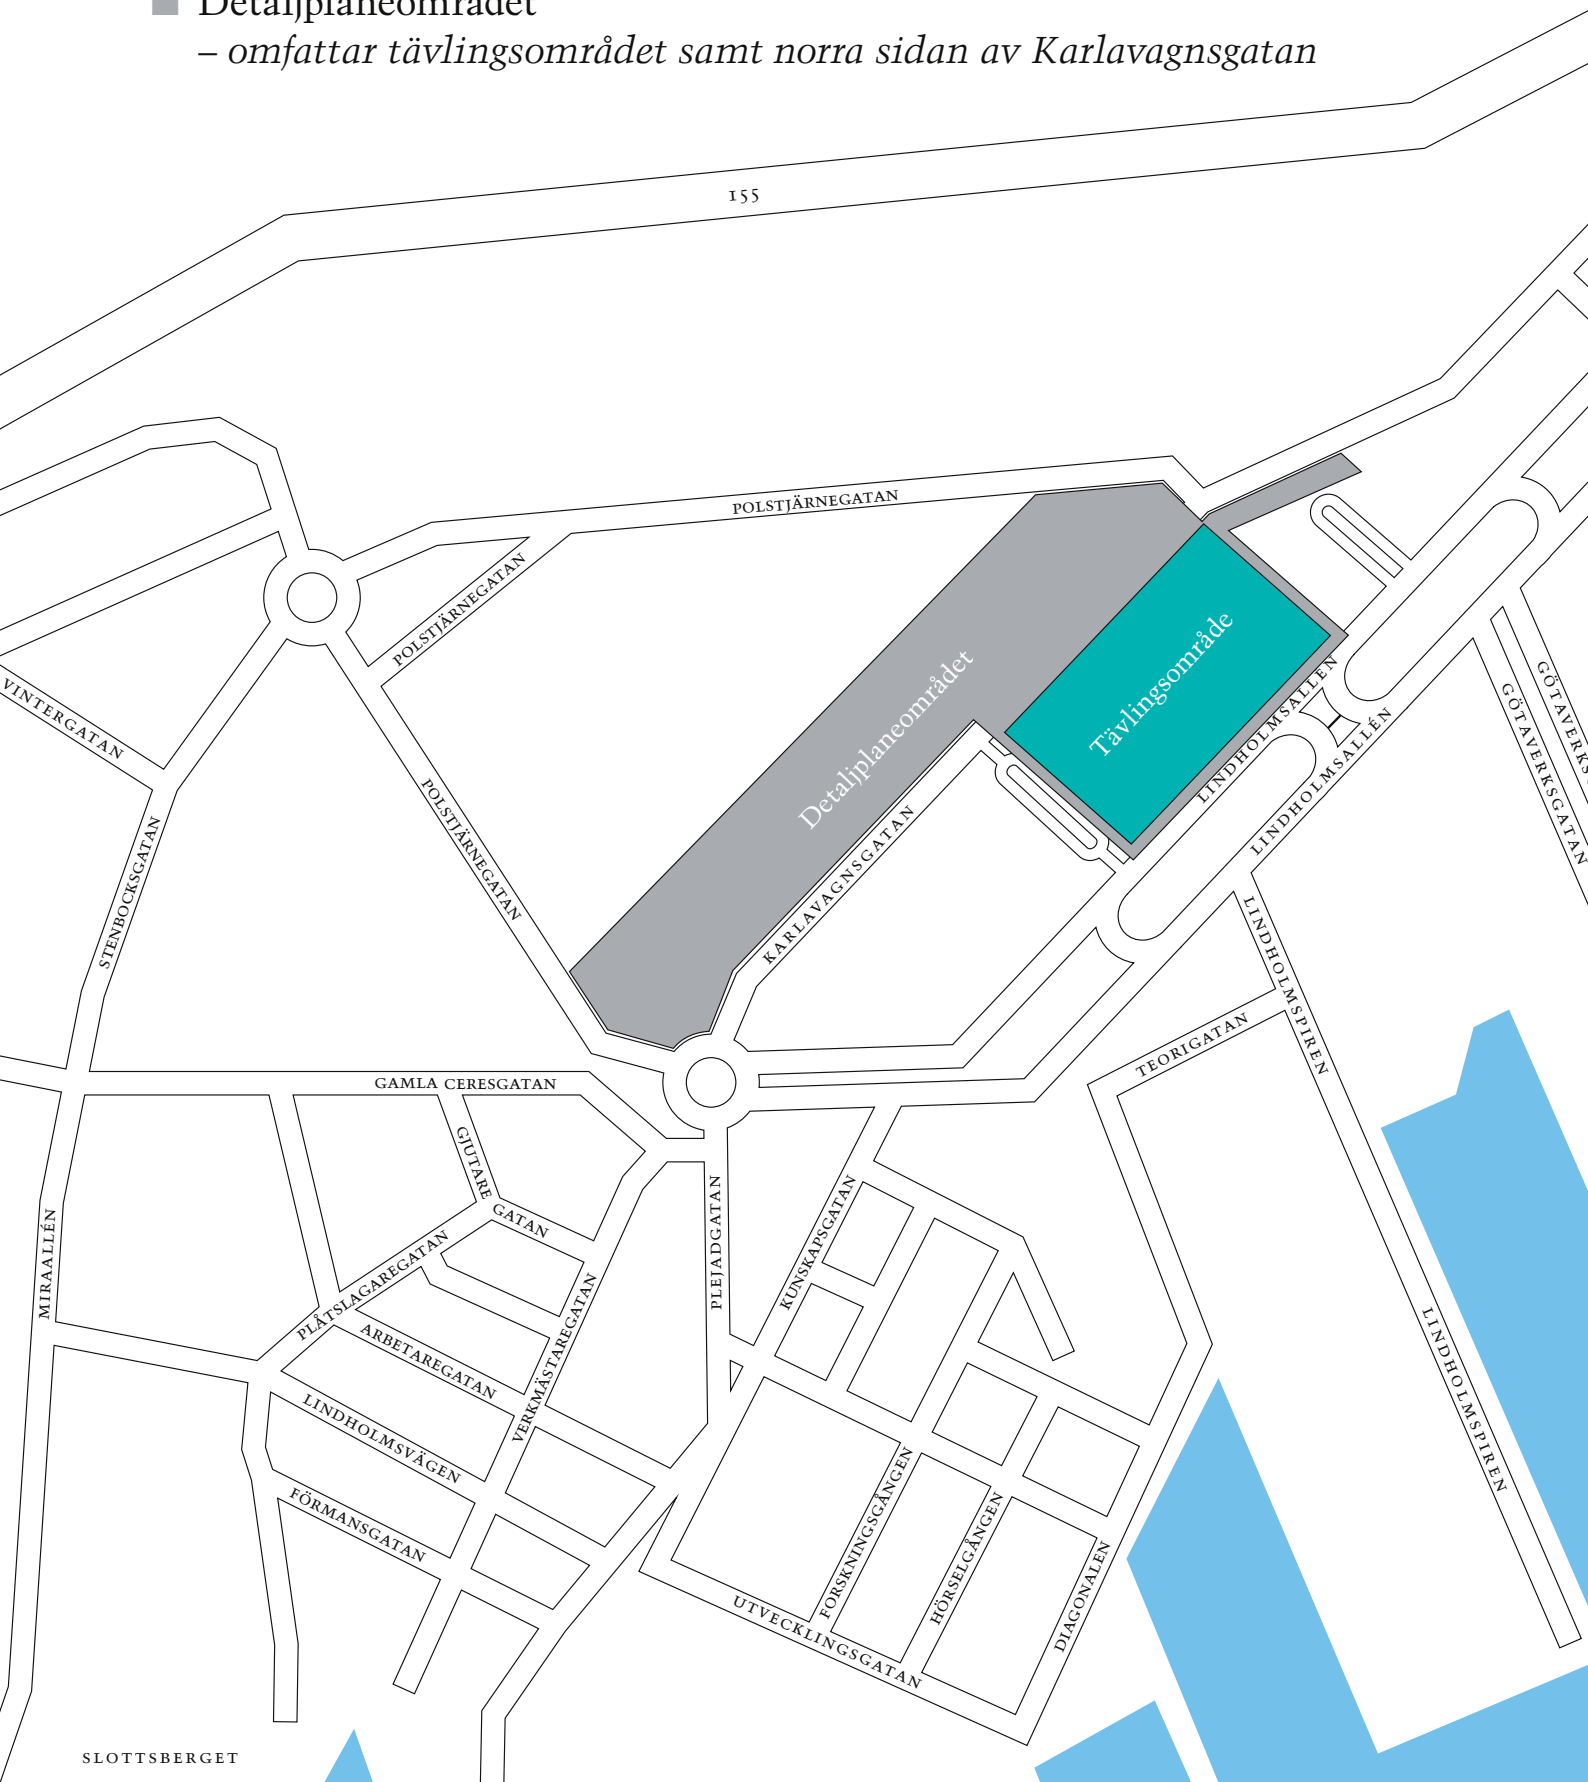 Detaljplaneområdet
– omfattar tävlingsområdet samt norra sidan av Karlavagnsgatan
155
POLSTJÄRNEGATAN
POLSTJÄRNEGATAN
VINTERGATAN
Detaljplaneområdet
Tävlingsområde
LINDHOLMSALLÉN
LINDHOLMSALLÉN
GÖTAVERKSGATAN
GÖTAVERKS
POLSTJÄRNEGATAN
STENBOCKSGATAN
KARLAVAGNSGATAN
LINDHOLMSPIREN
TEORIGATAN
GAMLA CERESGATAN
GJUTARE
GATAN
PLEJADGATAN
KUNSKAPSGATAN
MIRAALLÉN
PLÅTSLAGAREGATAN
ARBETAREGATAN
VERKMÄSTAREGATAN
LINDHOLMSVÄGEN
LINDHOLMSPIREN
FÖRMANSGATAN
FORSKNINGSGÅNGEN
HÖRSELGÅNGEN
DIAGONALEN
UTVECKLINGSGATAN
SLOTTSBERGET